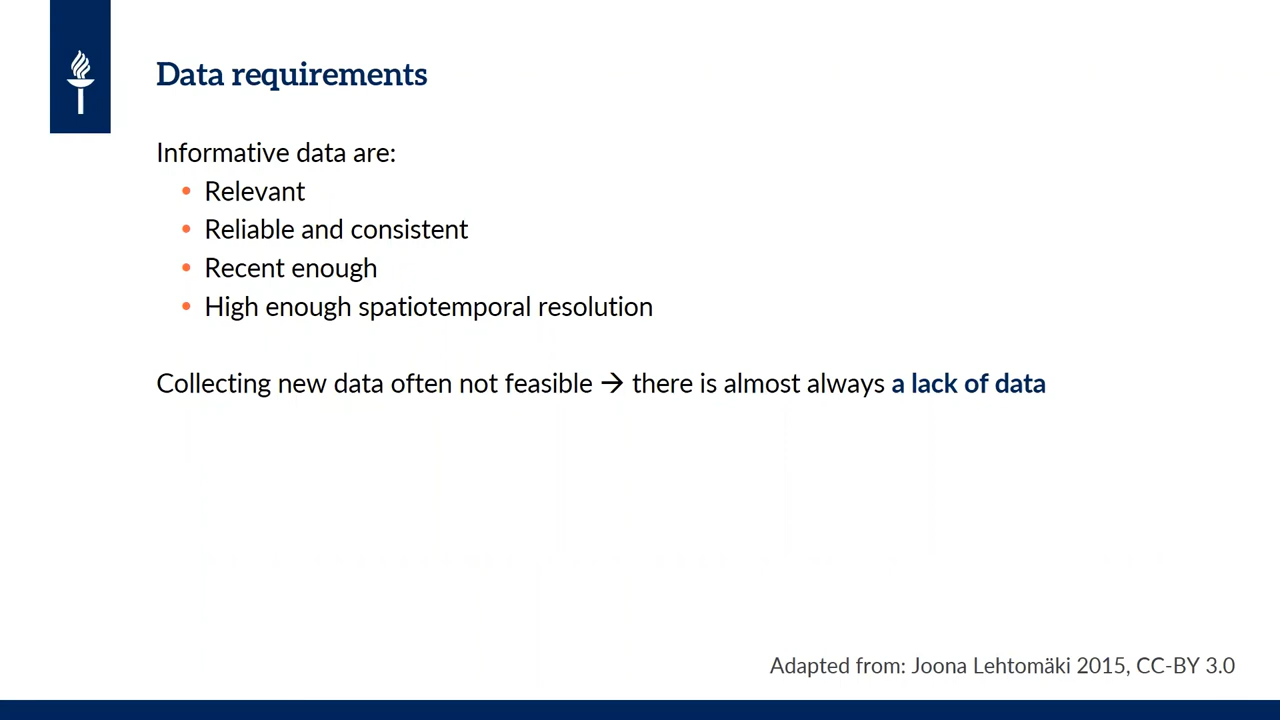 Data requirements
Informative data are:
• Relevant
• Reliable and consistent
• Recent enough
• High enough spatiotemporal resolution
Collecting new data often not feasible → there is almost always a lack of data
Adapted from: Joona Lehtomäki 2015, CC-BY 3.0